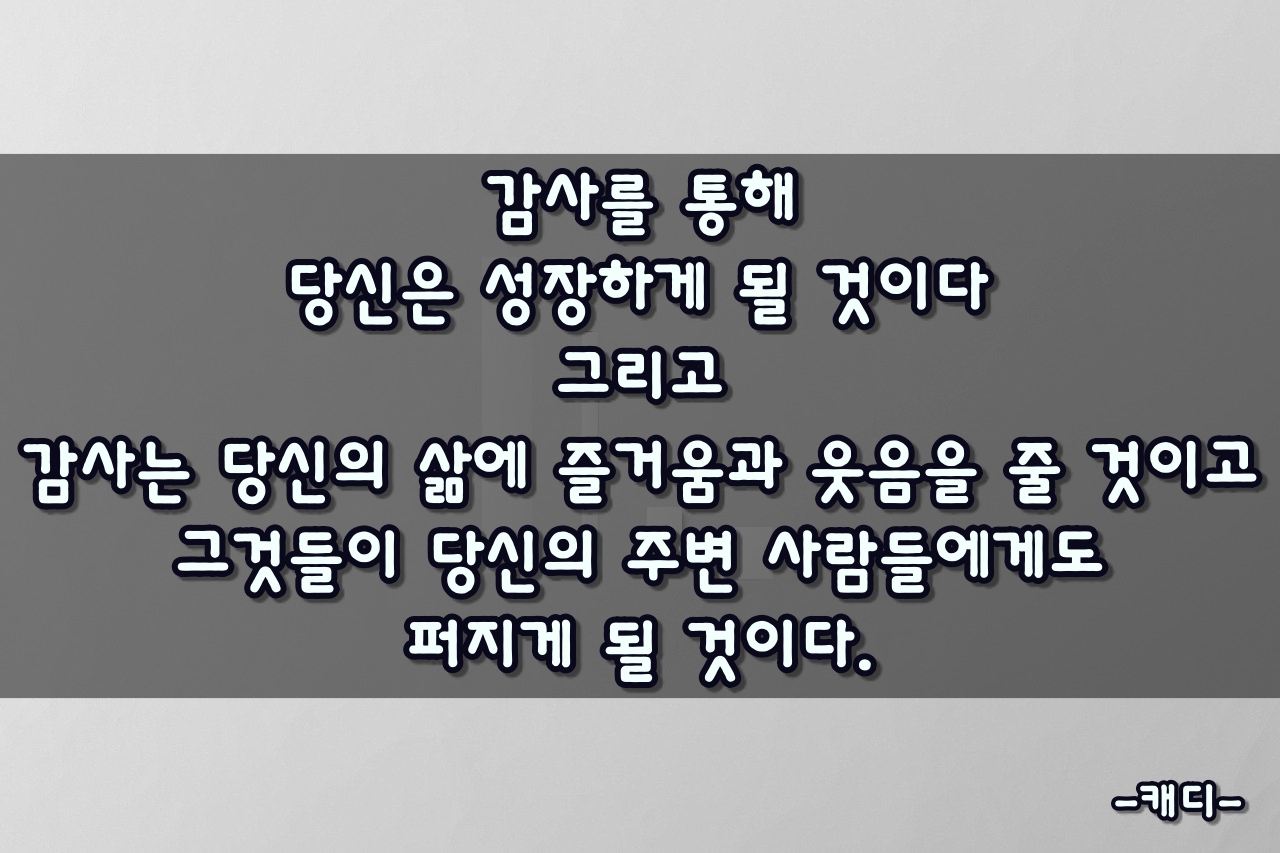 감사를 통해
당신은 성장하게 될 것이다
그리고
감사는 당신의 삶에 즐거움과 웃음을 줄 것이고
그것들이 당신의 주변 사람들에게도
퍼지게 될 것이다.
-캐디-